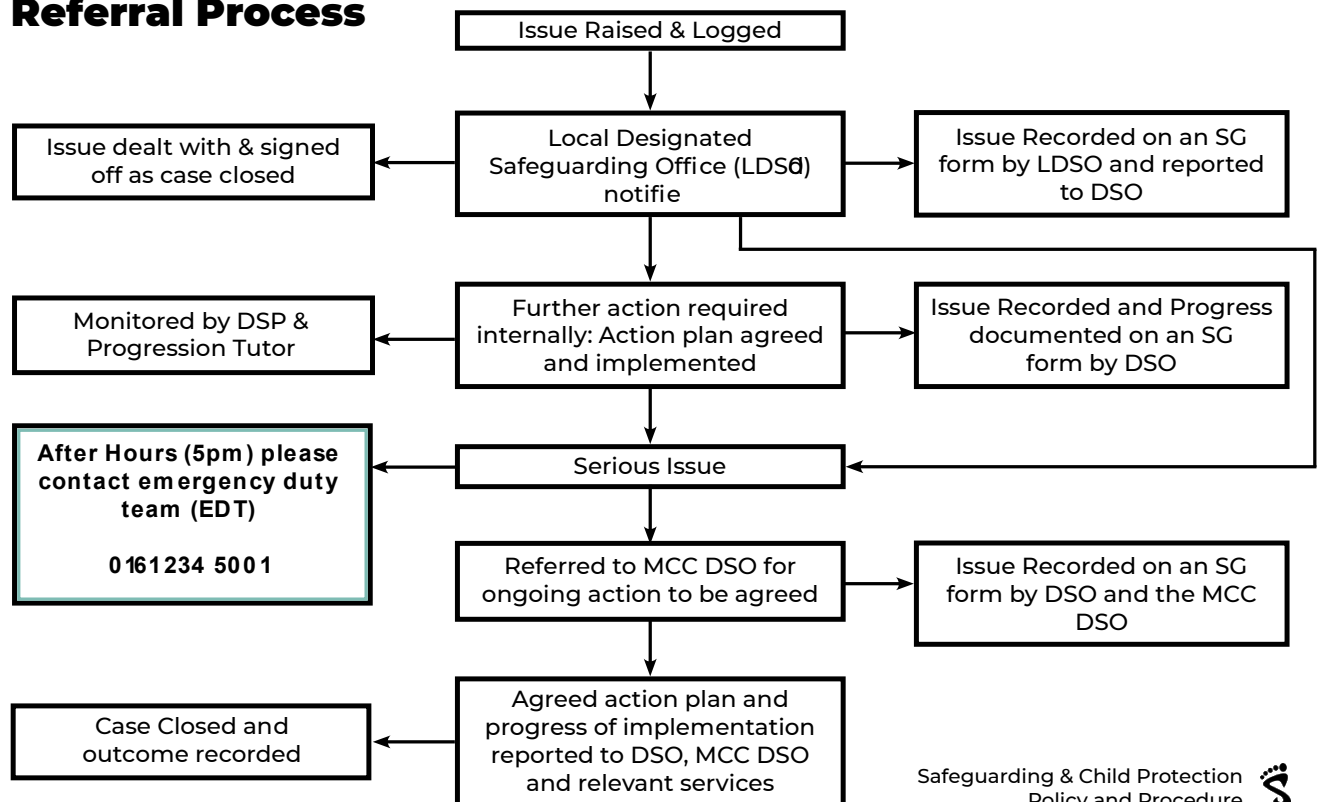 Referral Process
Issue Raised & Logged
Issue dealt with & signed
off as case closed
Local Designated
Safeguarding Office (LDSO)
notifie
Issue Recorded on an SG
form by LDSO and reported
to DSO
Monitored by DSP &
Progression Tutor
Further action required
internally: Action plan agreed
and implemented
Issue Recorded and Progress
documented on an SG
form by DSO
After Hours (5pm) please
contact emergency duty
team (EDT)
0161234 5001
Serious Issue
Referred to MCC DSO for
ongoing action to be agreed
Issue Recorded on an SG
form by DSO and the MCC
DSO
Case Closed and
outcome recorded
Agreed action plan and
progress of implementation
reported to DSO, MCC DSO
and relevant services
Safeguarding & Child Protection
Policy and Procedure